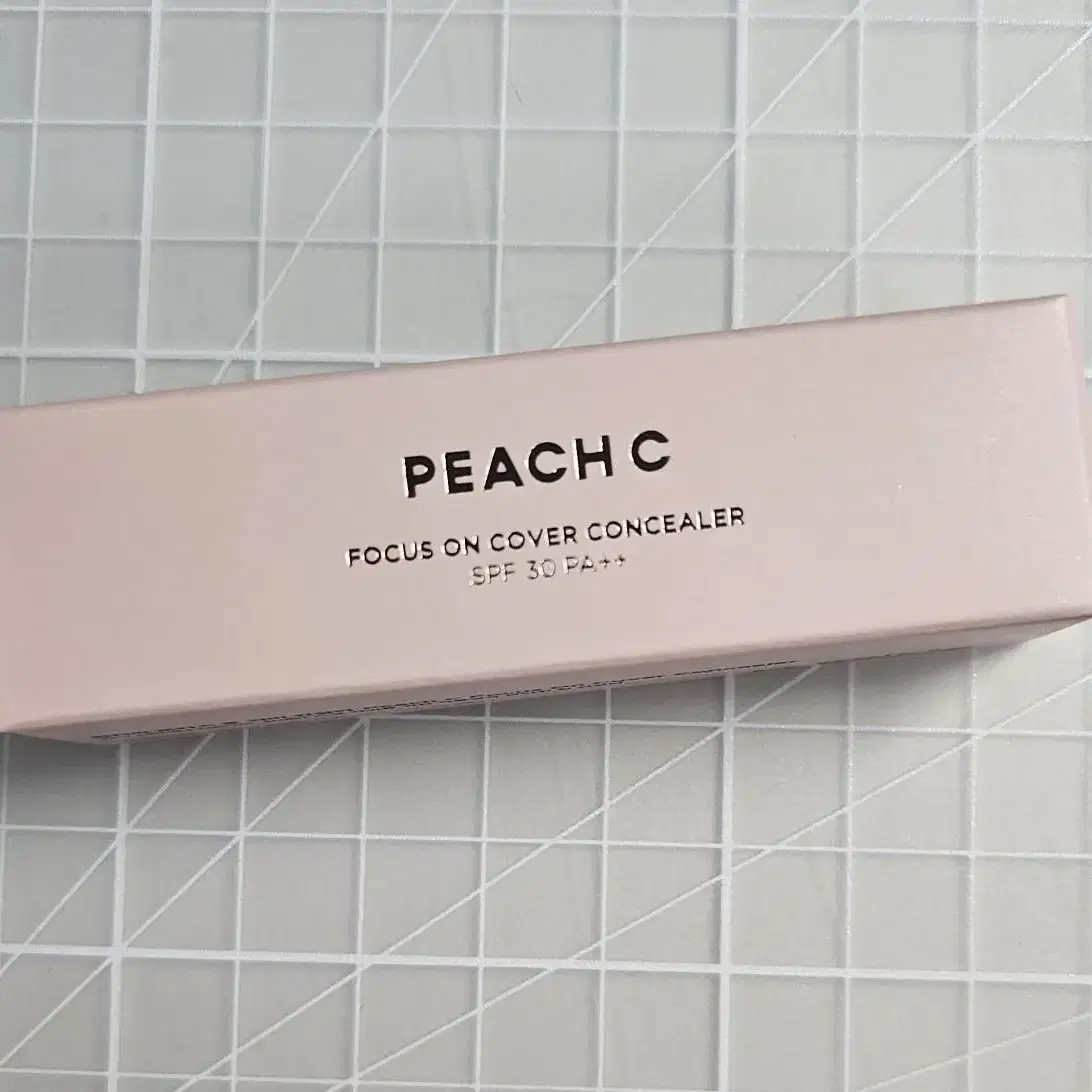 PEACH C
FOCUS ON COVER CONCEALER
SPF 30 PA++